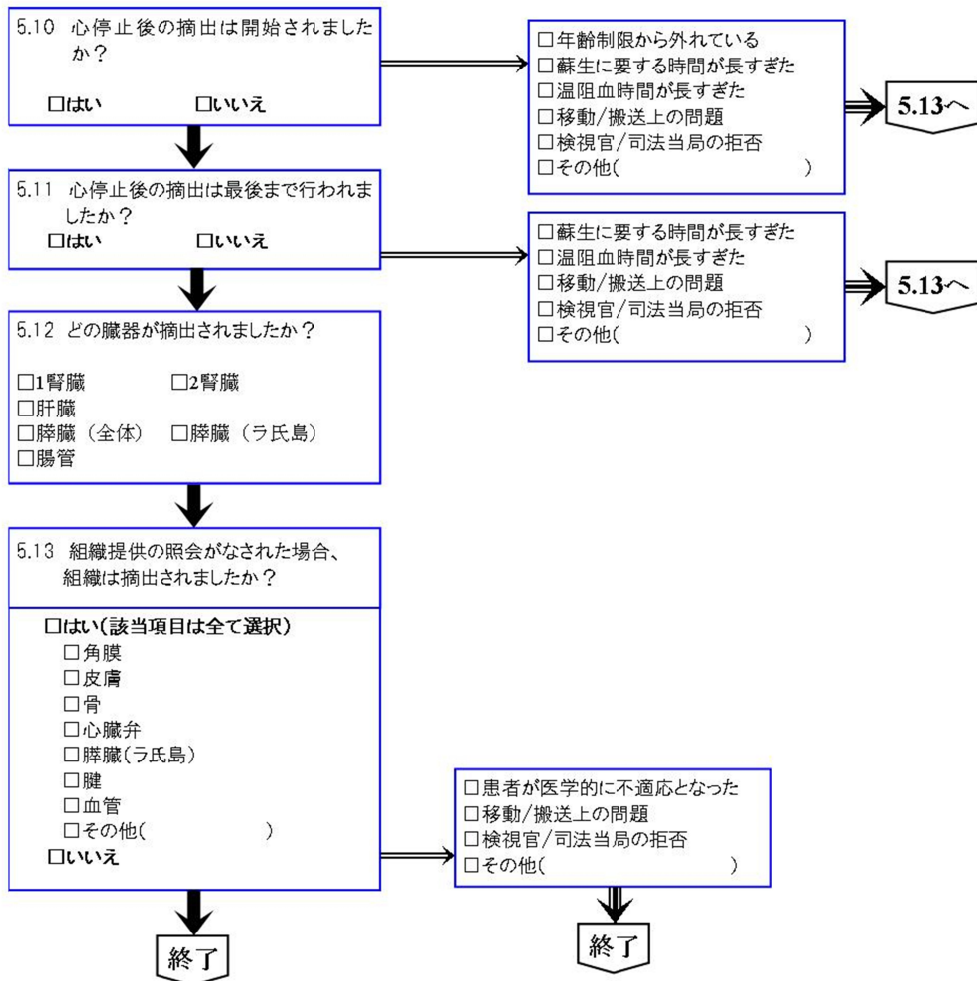 5.10 心停止後の摘出は開始されました
か？
□はい □いいえ
□年齢制限から外れている
□蘇生に要する時間が長すぎた
□温阻血時間が長すぎた
□移動/搬送上の問題
□検視官/司法当局の拒否
□その他( )
5.13へ
5.11 心停止後の摘出は最後まで行われま
したか？
□はい □いいえ
□蘇生に要する時間が長すぎた
□温阻血時間が長すぎた
□移動/搬送上の問題
□検視官/司法当局の拒否
□その他( )
5.13へ
5.12 どの臓器が摘出されましたか？
□1腎臓 □2腎臓
□肝臓
□膵臓（全体） □膵臓（ラ氏島）
□腸管
5.13 組織提供の照会がなされた場合、
組織は摘出されましたか？
□はい(該当項目は全て選択)
□角膜
□皮膚
□骨
□心臓弁
□膵臓(ラ氏島)
□腱
□血管
□その他( )
□いいえ
□患者が医学的に不適応となった
□移動/搬送上の問題
□検視官/司法当局の拒否
□その他( )
終了
終了